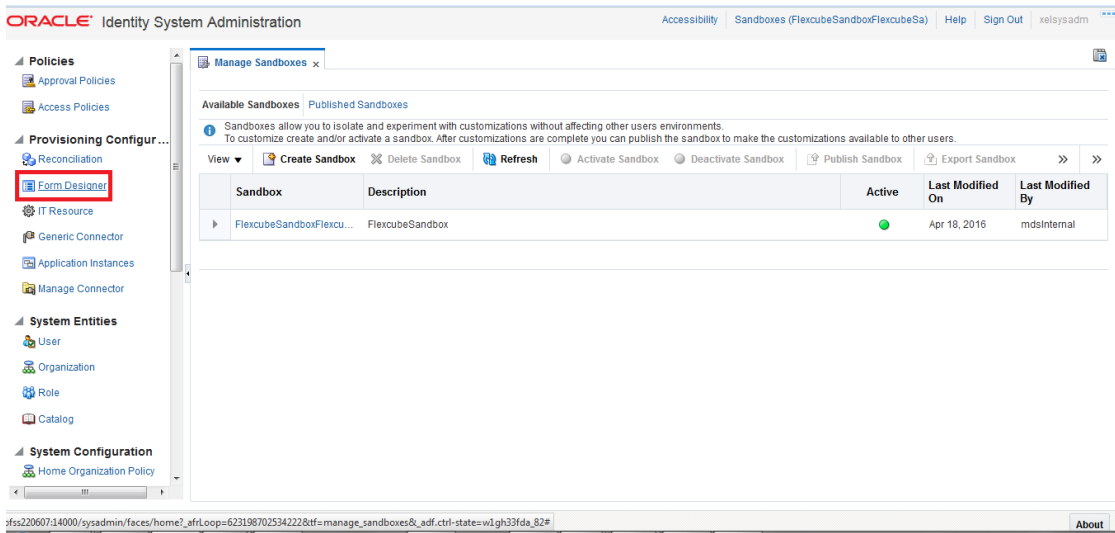 ORACLE Identity System Administration
Accessibility Sandboxes (FlexcubeSandboxFlexcubeSa) Help Sign Out xelsysadm
Policies
Approval Policies
Access Policies
Provisioning Configur...
Reconciliation
Form Designer
IT Resource
Generic Connector
Application Instances
Manage Connector
System Entities
User
Organization
Role
Catalog
System Configuration
Home Organization Policy
Manage Sandboxes x
Available Sandboxes Published Sandboxes
Sandboxes allow you to isolate and experiment with customizations without affecting other users environments.
To customize create and/or activate a sandbox. After customizations are complete you can publish the sandbox to make the customizations available to other users.
View Create Sandbox Delete Sandbox Refresh Activate Sandbox Deactivate Sandbox Publish Sandbox Export Sandbox » »
Sandbox Description Active Last Modified On Last Modified By
FlexcubeSandboxFlexcu... FlexcubeSandbox Apr 18, 2016 mdsInternal
ofss220607:14000/sysadmin/faces/home?_afrLoop=623198702534222&tf=manage_sandboxes&_adf.ctrl-state=w1gh33fda_82#
About